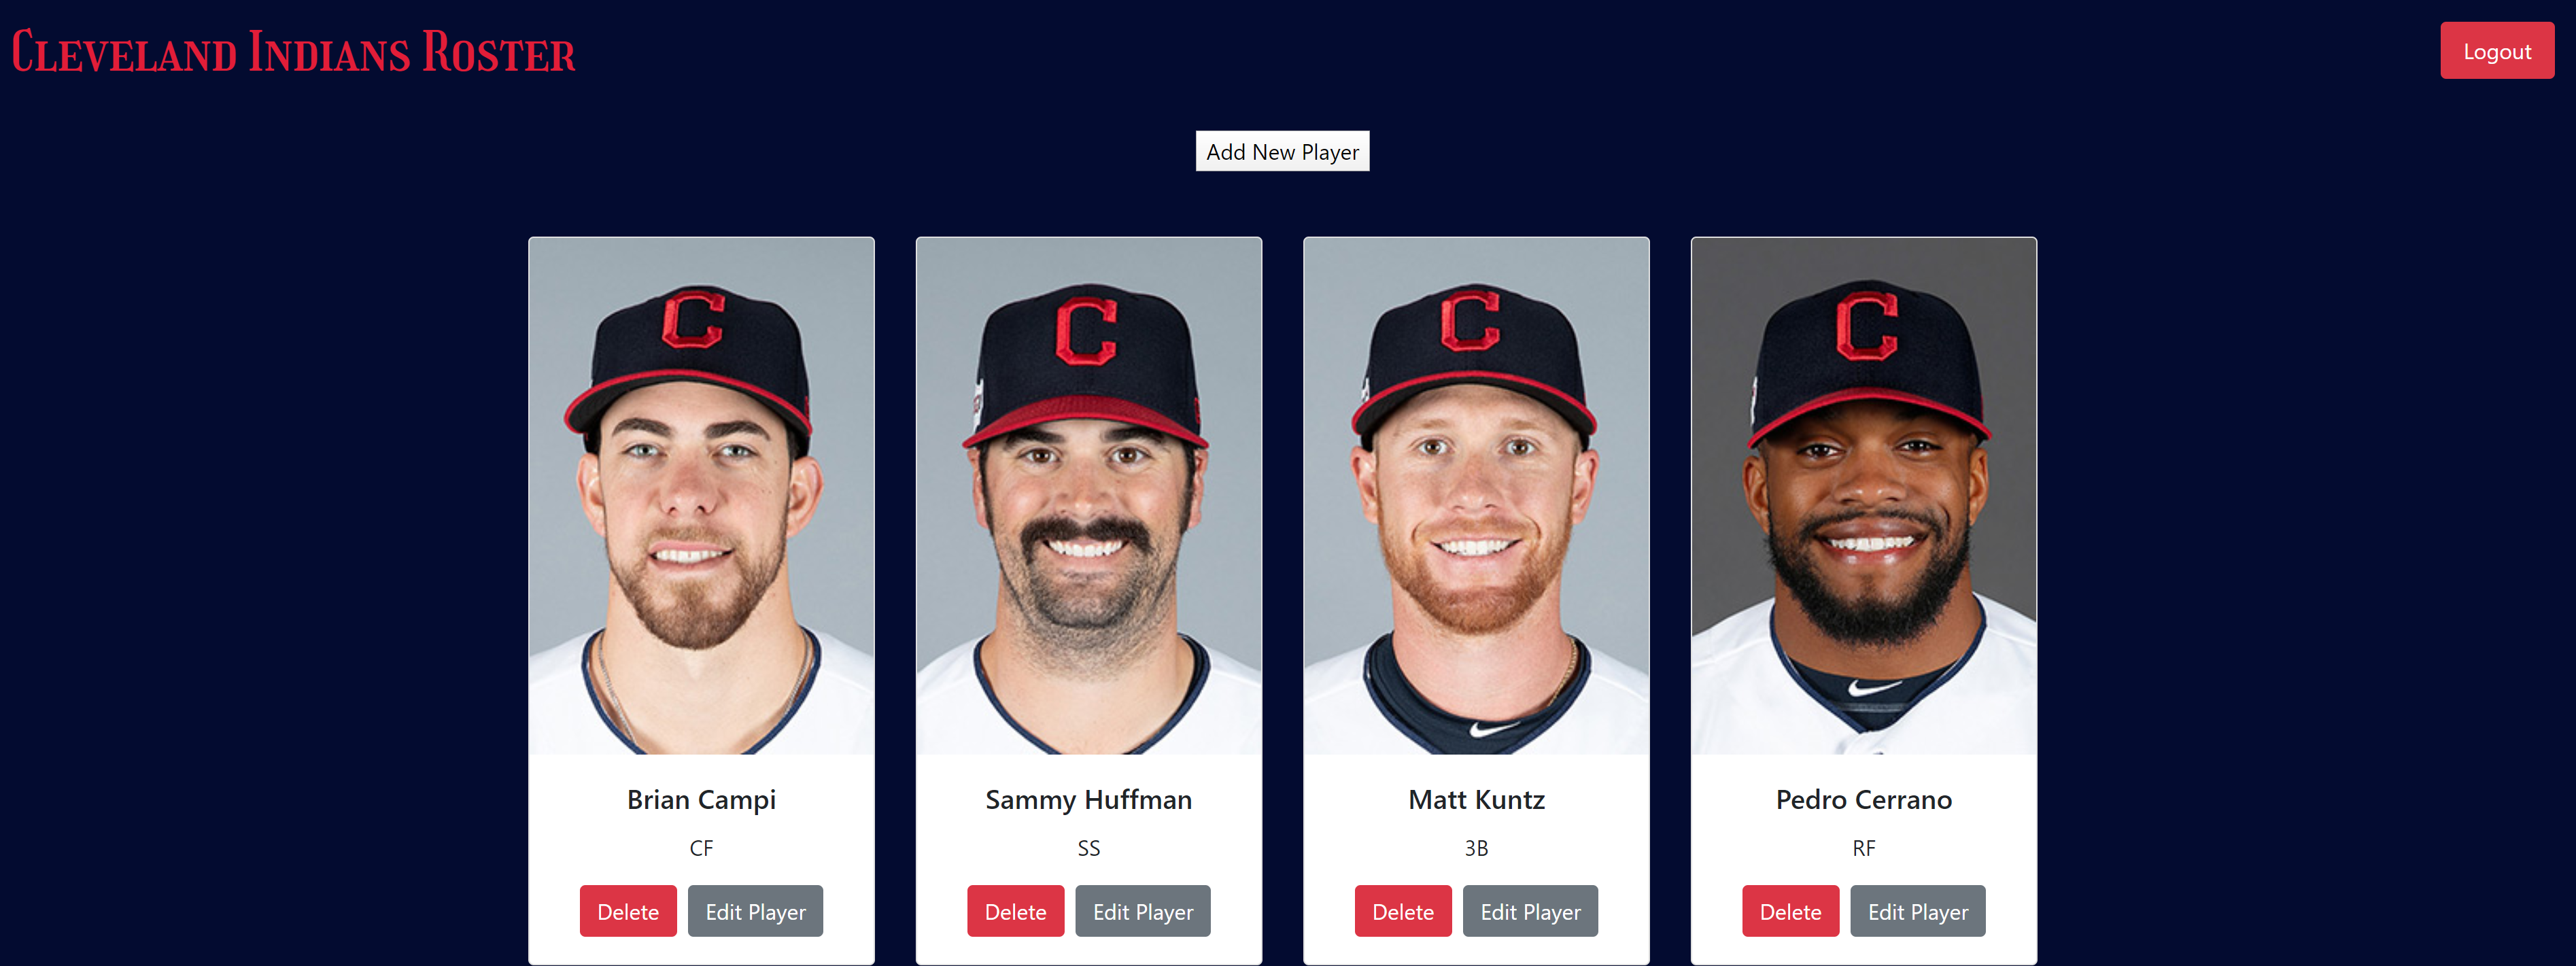 Cleveland Indians Roster
Logout
Add New Player
C
C
C
C
Brian Campi
CF
Delete
Edit Player
Sammy Huffman
SS
Delete
Edit Player
Matt Kuntz
3B
Delete
Edit Player
Pedro Cerrano
RF
Delete
Edit Player